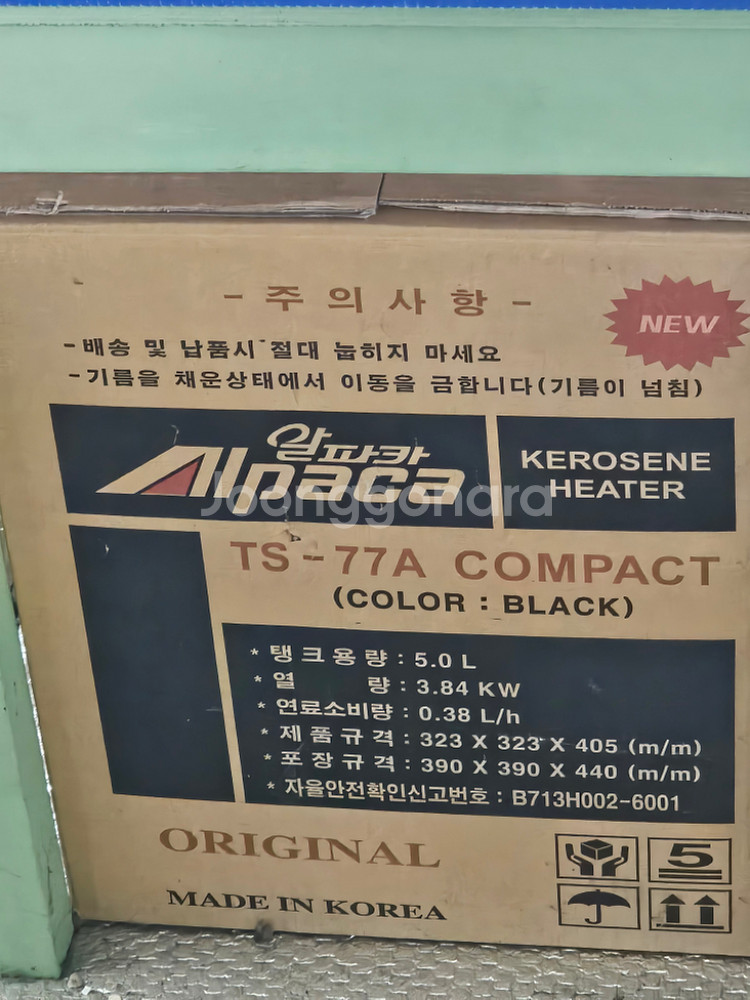 - 주 의 사 항 -
NEW
- 배송 및 납품시 절대 눕히지 마세요
- 기름을 채운상태에서 이동을 금합니다(기름이 넘침)
알파카
Alpaca
KEROSENE
HEATER
Joonggonara
TS - 77A COMPACT
(COLOR : BLACK)
* 탱크용량 : 5.0 L
* 열 량 : 3.84 KW
* 연료소비량 : 0.38 L/h
* 제품규격 : 323 X 323 X 405 (m/m)
* 포장규격 : 390 X 390 X 440 (m/m)
* 자율안전확인신고번호 : B713H002-6001
ORIGINAL
5
MADE IN KOREA